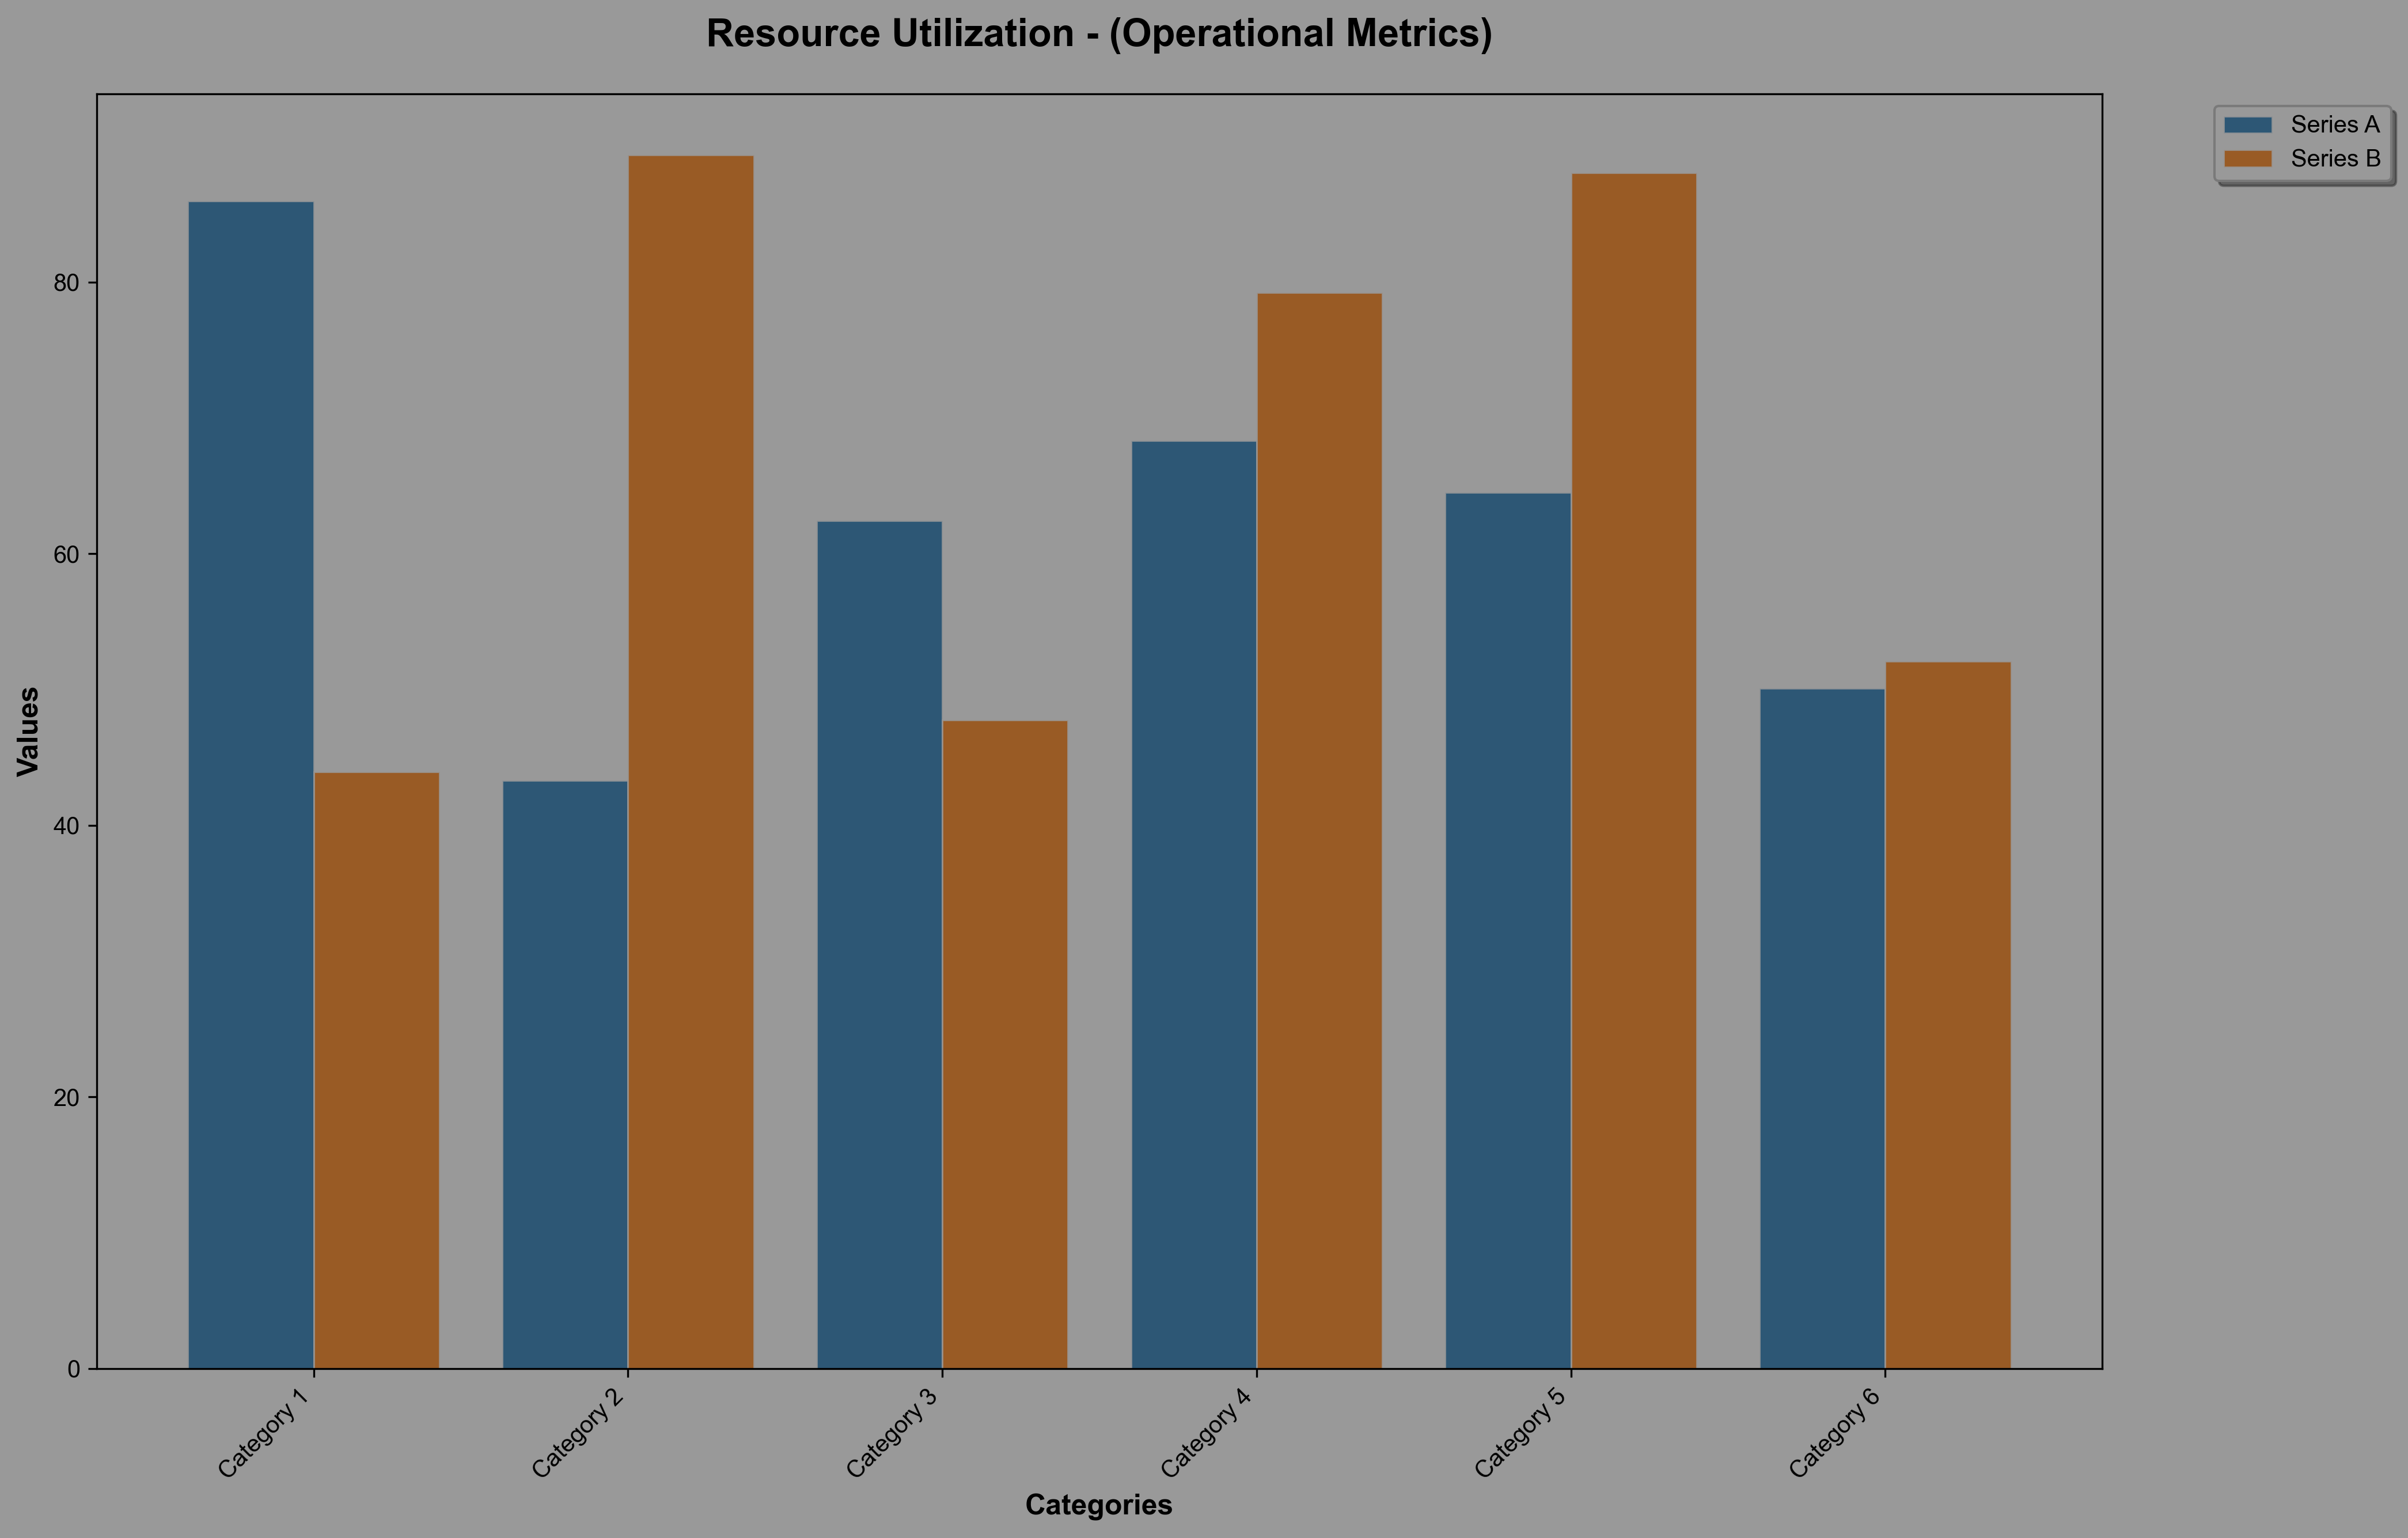 Resource Utilization - (Operational Metrics)
Series A
Series B
80
60
40
20
0
Values
Category 1
Category 2
Category 3
Category 4
Category 5
Category 6
Categories